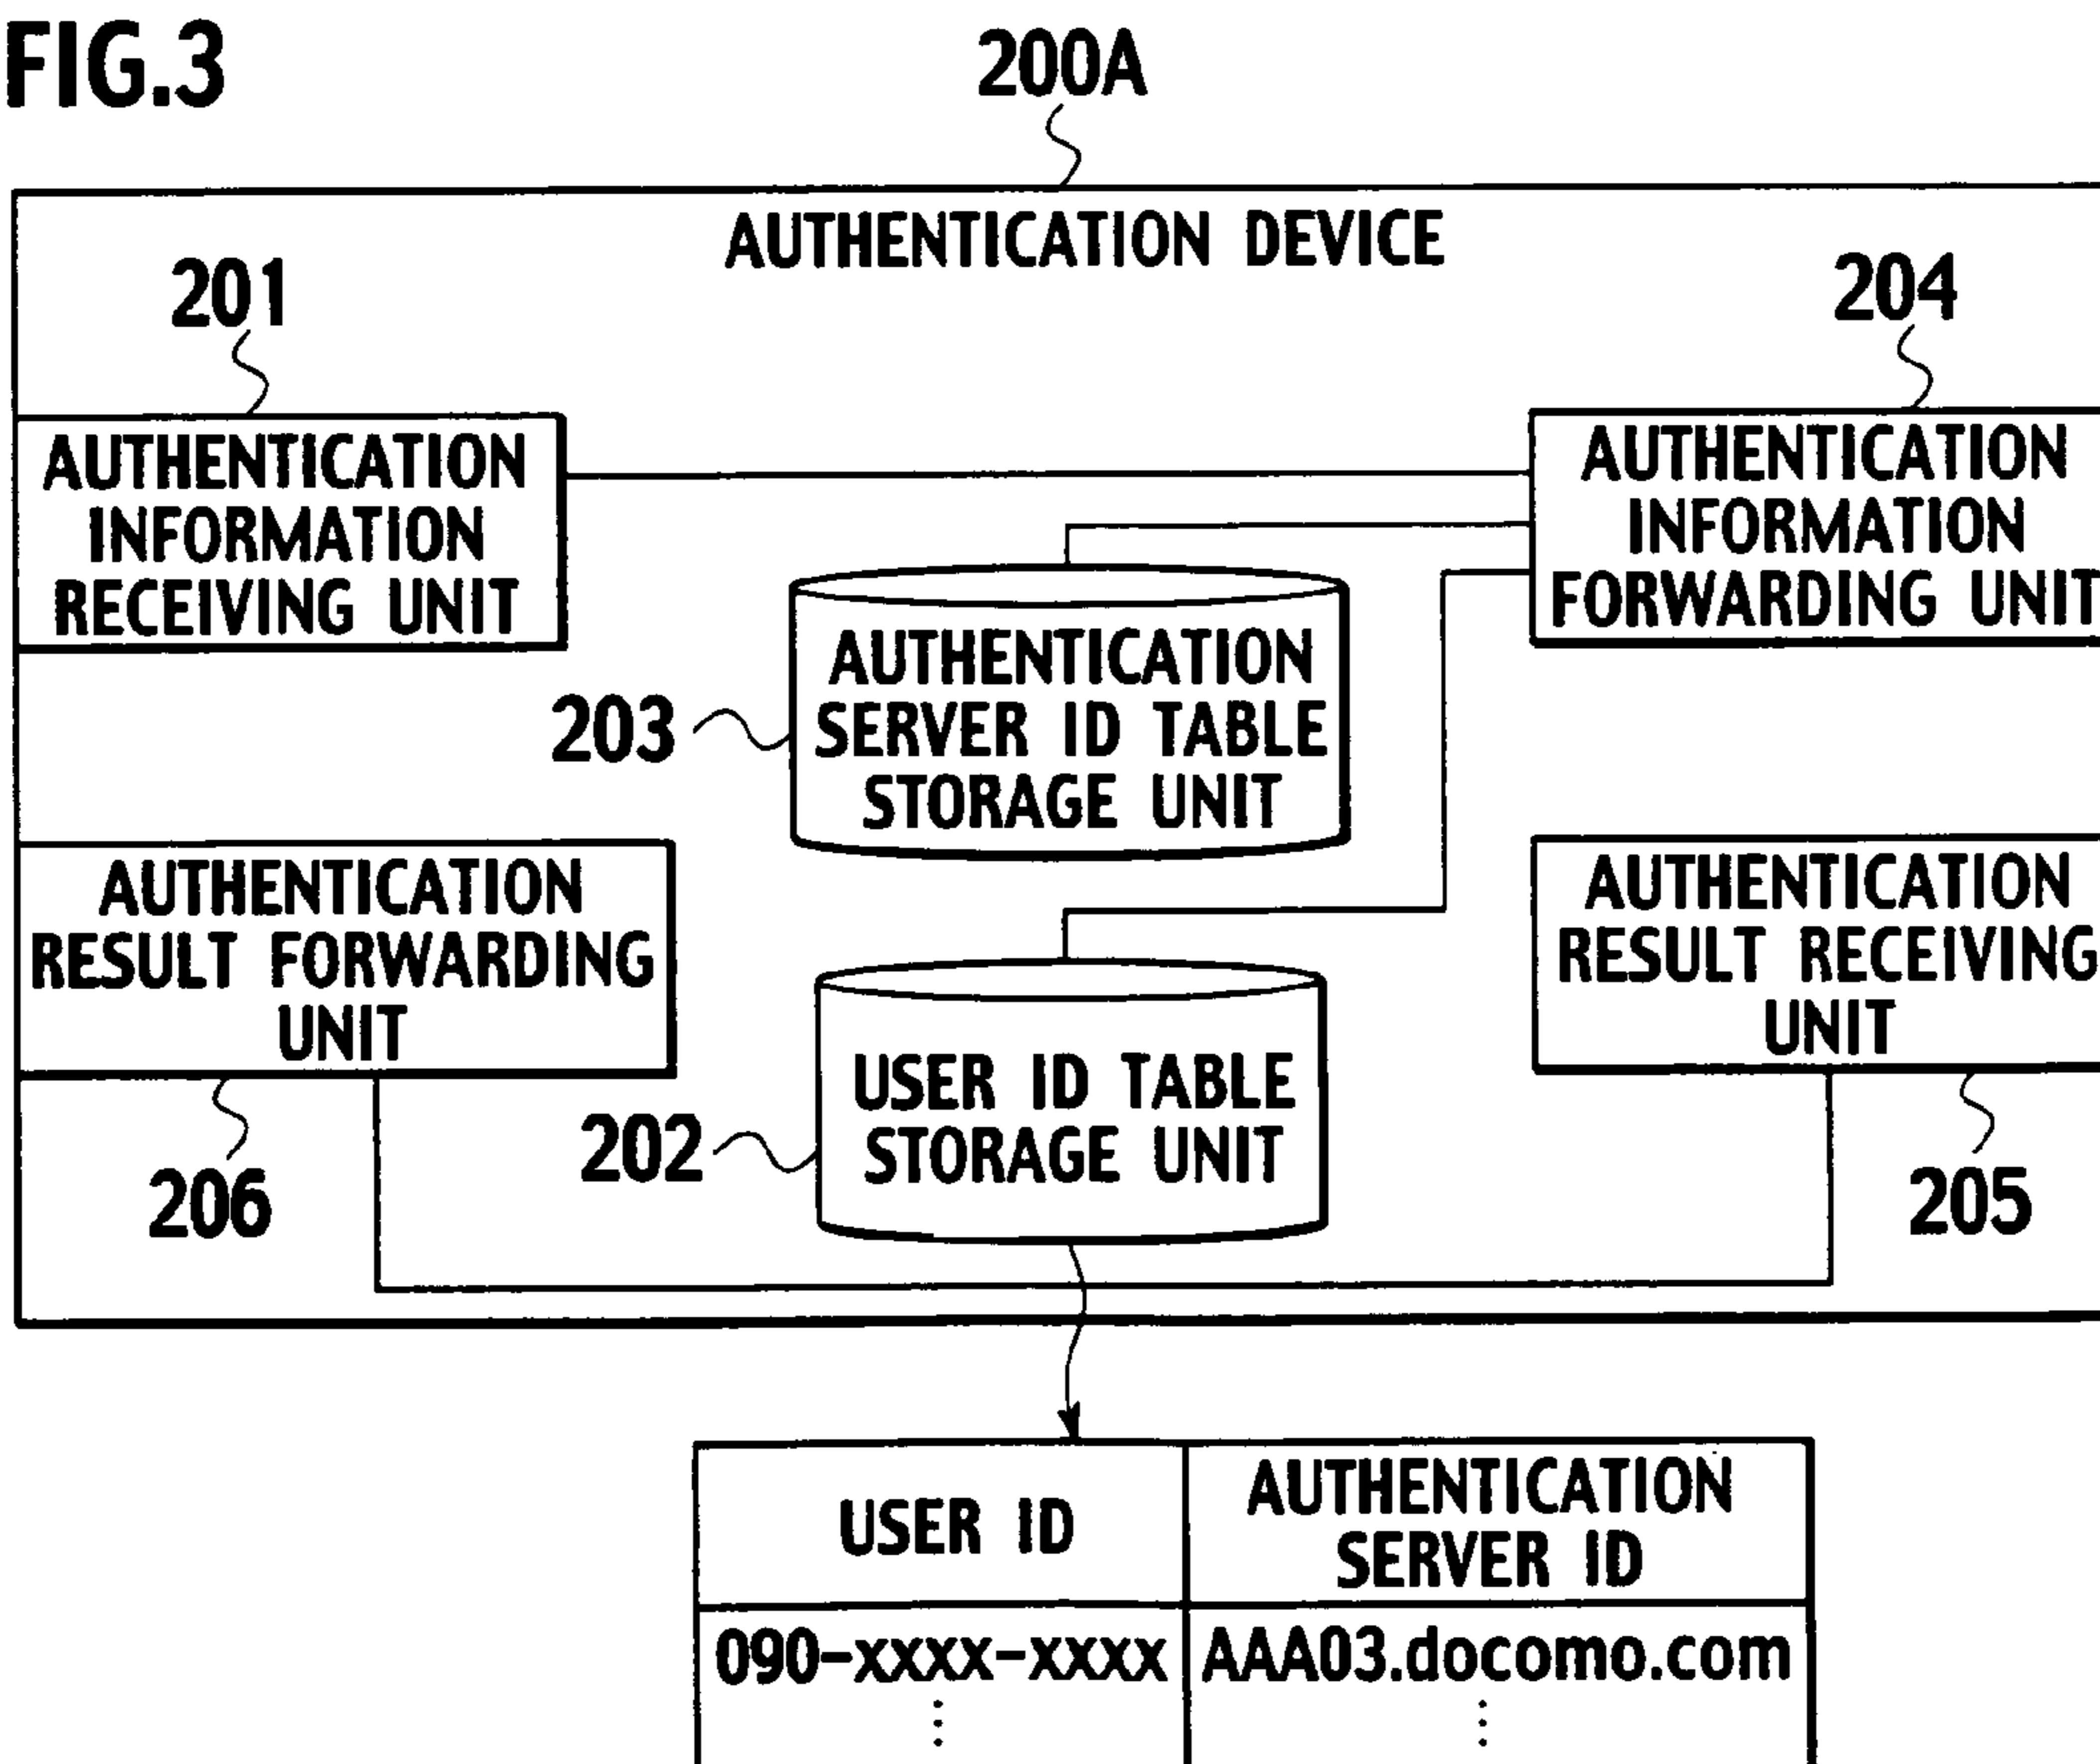 FIG.3
200A
AUTHENTICATION DEVICE
201
204
AUTHENTICATION
INFORMATION
RECEIVING UNIT
AUTHENTICATION
INFORMATION
FORWARDING UNIT
203
AUTHENTICATION
SERVER ID TABLE
STORAGE UNIT
AUTHENTICATION
RESULT FORWARDING
UNIT
AUTHENTICATION
RESULT RECEIVING
UNIT
206
202
USER ID TABLE
STORAGE UNIT
205
USER ID
AUTHENTICATION
SERVER ID
090-xxxx-xxxx
AAA03.docomo.com